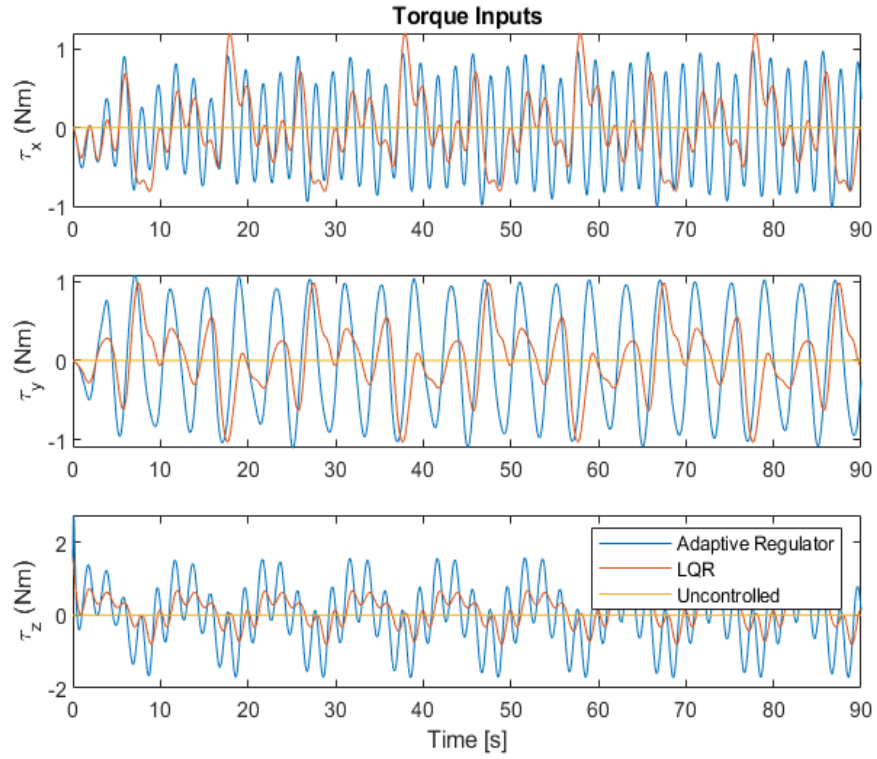 Torque Inputs
1
0
-1
τx (Nm)
0 10 20 30 40 50 60 70 80 90
1
0
-1
τy (Nm)
0 10 20 30 40 50 60 70 80 90
2
0
-2
τz (Nm)
Adaptive Regulator
LQR
Uncontrolled
0 10 20 30 40 50 60 70 80 90
Time [s]